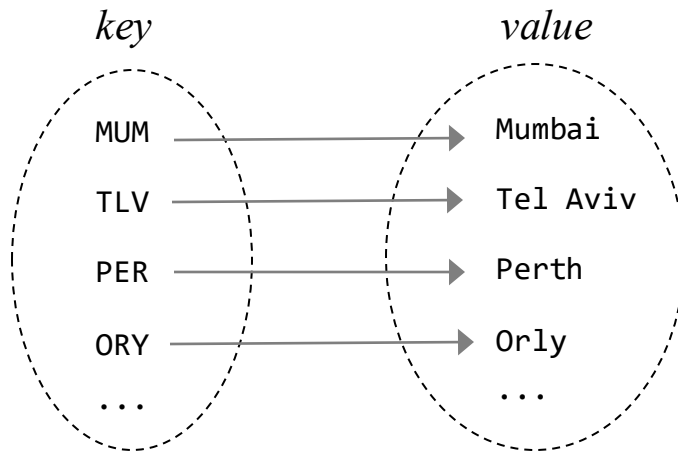 key value
MUM Mumbai
TLV Tel Aviv
PER Perth
ORY Orly
... ...